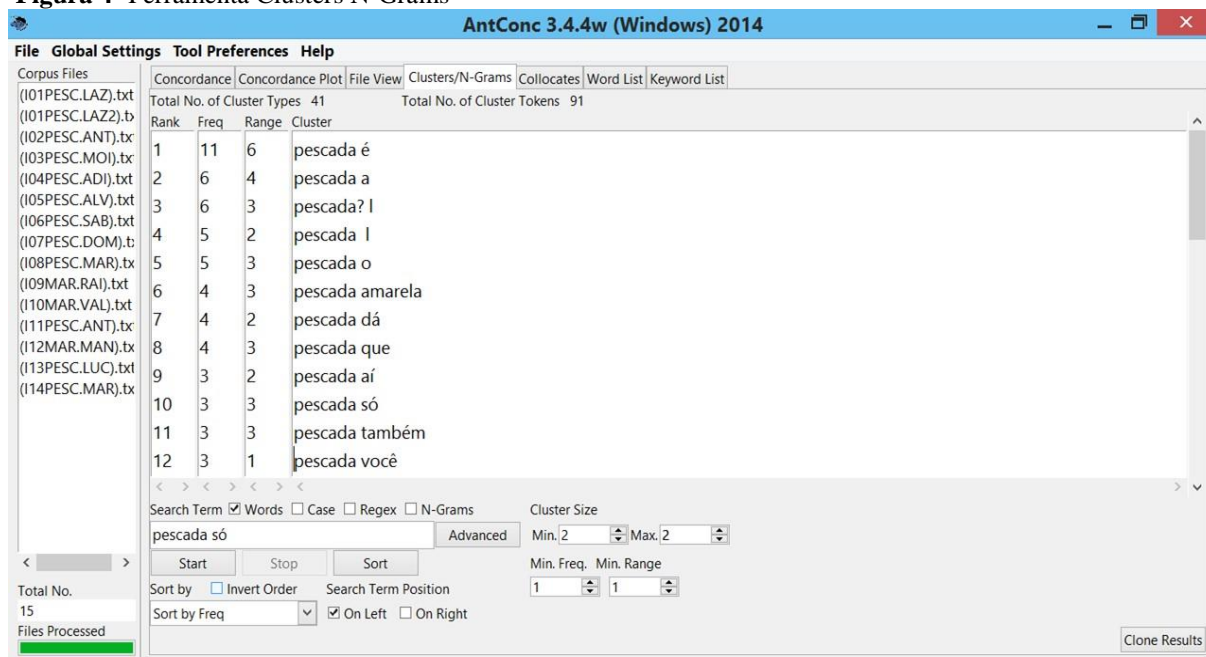 AntConc 3.4.4w (Windows) 2014
File Global Settings Tool Preferences Help
Corpus Files
(I01PESC.LAZ).txt
(I01PESC.LAZ2).tx
(I02PESC.ANT).tx
(I03PESC.MOI).tx
(I04PESC.ADI).txt
(I05PESC.ALV).txt
(I06PESC.SAB).txt
(I07PESC.DOM).t
(I08PESC.MAR).tx
(I09MAR.RAI).txt
(I10MAR.VAL).txt
(I11PESC.ANT).tx
(I12MAR.MAN).tx
(I13PESC.LUC).txt
(I14PESC.MAR).tx
Total No.
15
Files Processed
Concordance Concordance Plot File View Clusters/N-Grams Collocates Word List Keyword List
Total No. of Cluster Types 41 Total No. of Cluster Tokens 91
Rank Freq Range Cluster
1 11 6 pescada é
2 6 4 pescada a
3 6 3 pescada? l
4 5 2 pescada l
5 5 3 pescada o
6 4 3 pescada amarela
7 4 2 pescada dá
8 4 3 pescada que
9 3 2 pescada aí
10 3 3 pescada só
11 3 3 pescada também
12 3 1 pescada você
Search Term Words Case Regex N-Grams Cluster Size
pescada só Advanced Min. 2 Max. 2
Start Stop Sort Min. Freq. Min. Range
Sort by Invert Order Search Term Position 1 1
Sort by Freq On Left On Right
Clone Results